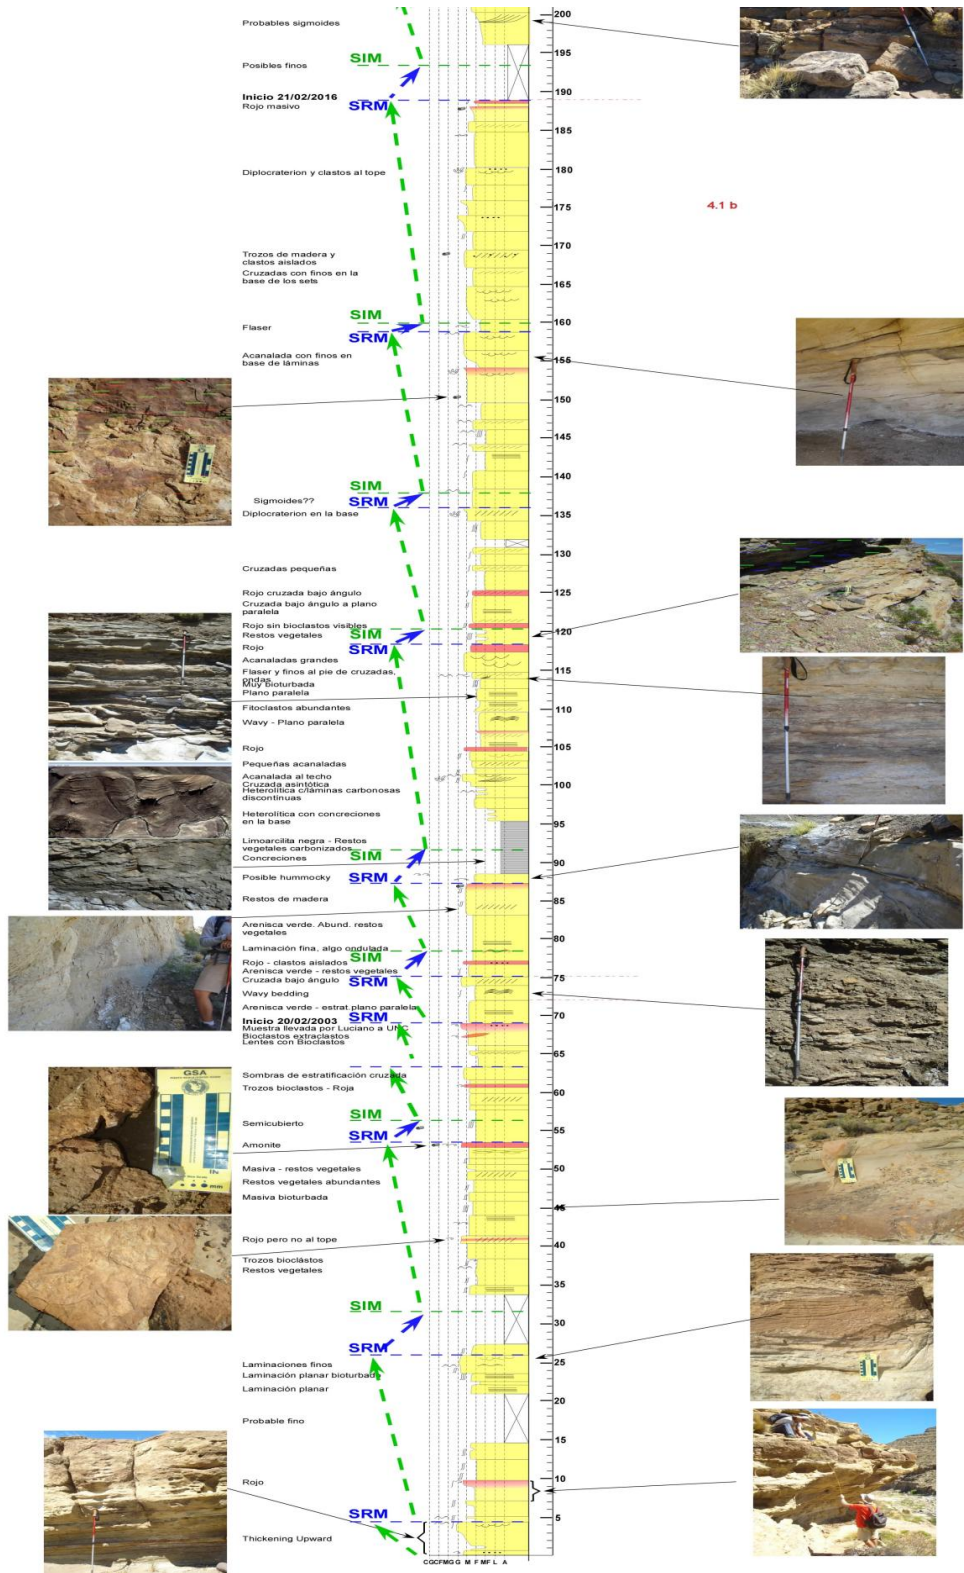 Probables sigmoides
200
SIM
195
Posibles finos
Inicio 21/02/2016
190
SRM
Rojo masivo
185
Diplocraterion y clastos al tope
180
4.1 b
175
170
Trozos de madera y
clastos aislados
Cruzadas con finos en la
base de los sets
165
SIM
160
Flaser
SRM
Acanalada con finos en
base de láminas
155
150
145
140
SIM
Sigmoides??
SRM
Diplocraterion en la base
135
130
Cruzadas pequeñas
Rojo cruzada bajo ángulo
125
Cruzada bajo ángulo a plano
paralela
Rojo sin bioclastos visibles
SIM
120
Restos vegetales
Rojo
SRM
Acanaladas grandes
115
Flaser y finos al pie de cruzadas,
ondas
Muy bioturbada
Plano paralela
Fitoclastos abundantes
110
Wavy - Plano paralela
105
Rojo
Pequeñas acanaladas
Acanalada al techo
100
Cruzada asintótica
Heterolítica c/láminas carbonosas
discontinuas
Heterolítica con concreciones
en la base
95
Limoarcilita negra - Restos
vegetales carbonizados
Concreciones
SIM
90
Posible hummocky
SRM
Restos de madera
85
Arenisca verde. Abund. restos
vegetales
80
Laminación fina, algo ondulada
SIM
Rojo - clastos aislados
Arenisca verde - restos vegetales
Cruzada bajo ángulo
SRM
75
Wavy bedding
Arenisca verde - estrat.plano paralela
Inicio 20/02/2003
SRM
70
Muestra llevada por Luciano a UNC
Bioclastos extraclastos
Lentes con Bioclastos
65
Sombras de estratificación cruzada
Trozos bioclastos - Roja
60
GSA
SIM
Semicubierto
55
SRM
Amonite
Masiva - restos vegetales
50
Restos vegetales abundantes
Masiva bioturbada
IN
mm
45
Rojo pero no al tope
40
Trozos bioclástos
Restos vegetales
35
SIM
30
SRM
Laminaciones finos
25
Laminación planar bioturbada
Laminación planar
20
Probable fino
15
Rojo
10
SRM
5
Thickening Upward
CGCFMGG M F MF L A